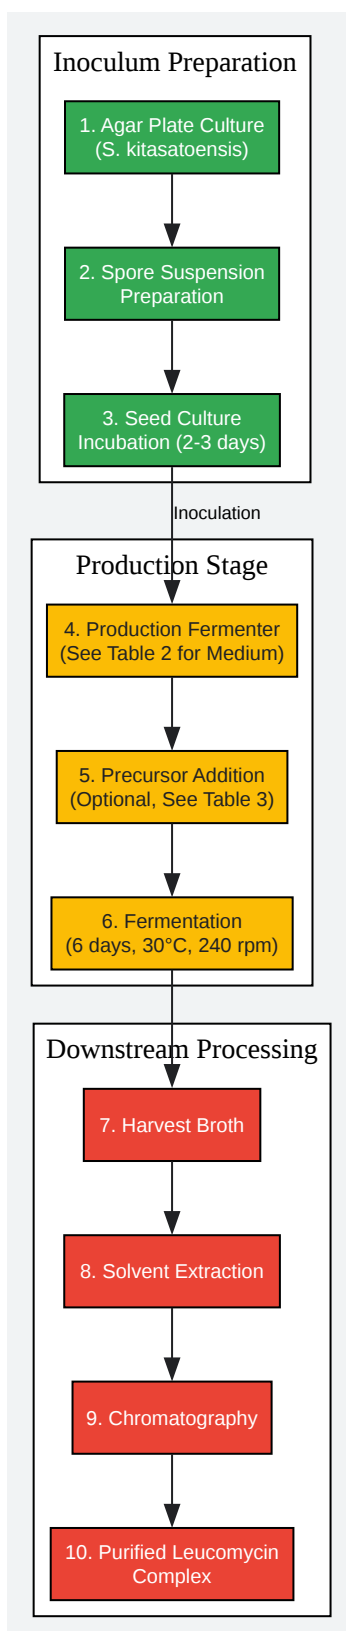 Inoculum Preparation
1. Agar Plate Culture
(S. kitasatoensis)
2. Spore Suspension
Preparation
3. Seed Culture
Incubation (2-3 days)
Inoculation
Production Stage
4. Production Fermenter
(See Table 2 for Medium)
5. Precursor Addition
(Optional, See Table 3)
6. Fermentation
(6 days, 30°C, 240 rpm)
Downstream Processing
7. Harvest Broth
8. Solvent Extraction
9. Chromatography
10. Purified Leucomycin
Complex